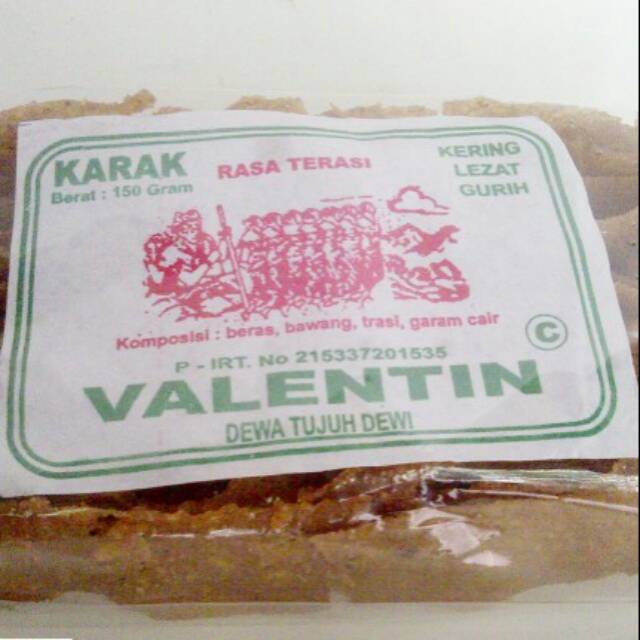 KARAK
Berat : 150 Gram
RASA TERASI
KERING
LEZAT
GURIH
Komposisi : beras, bawang, trasi, garam cair
C
P - IRT. No 215337201535
VALENTIN
DEWA TUJUH DEWI